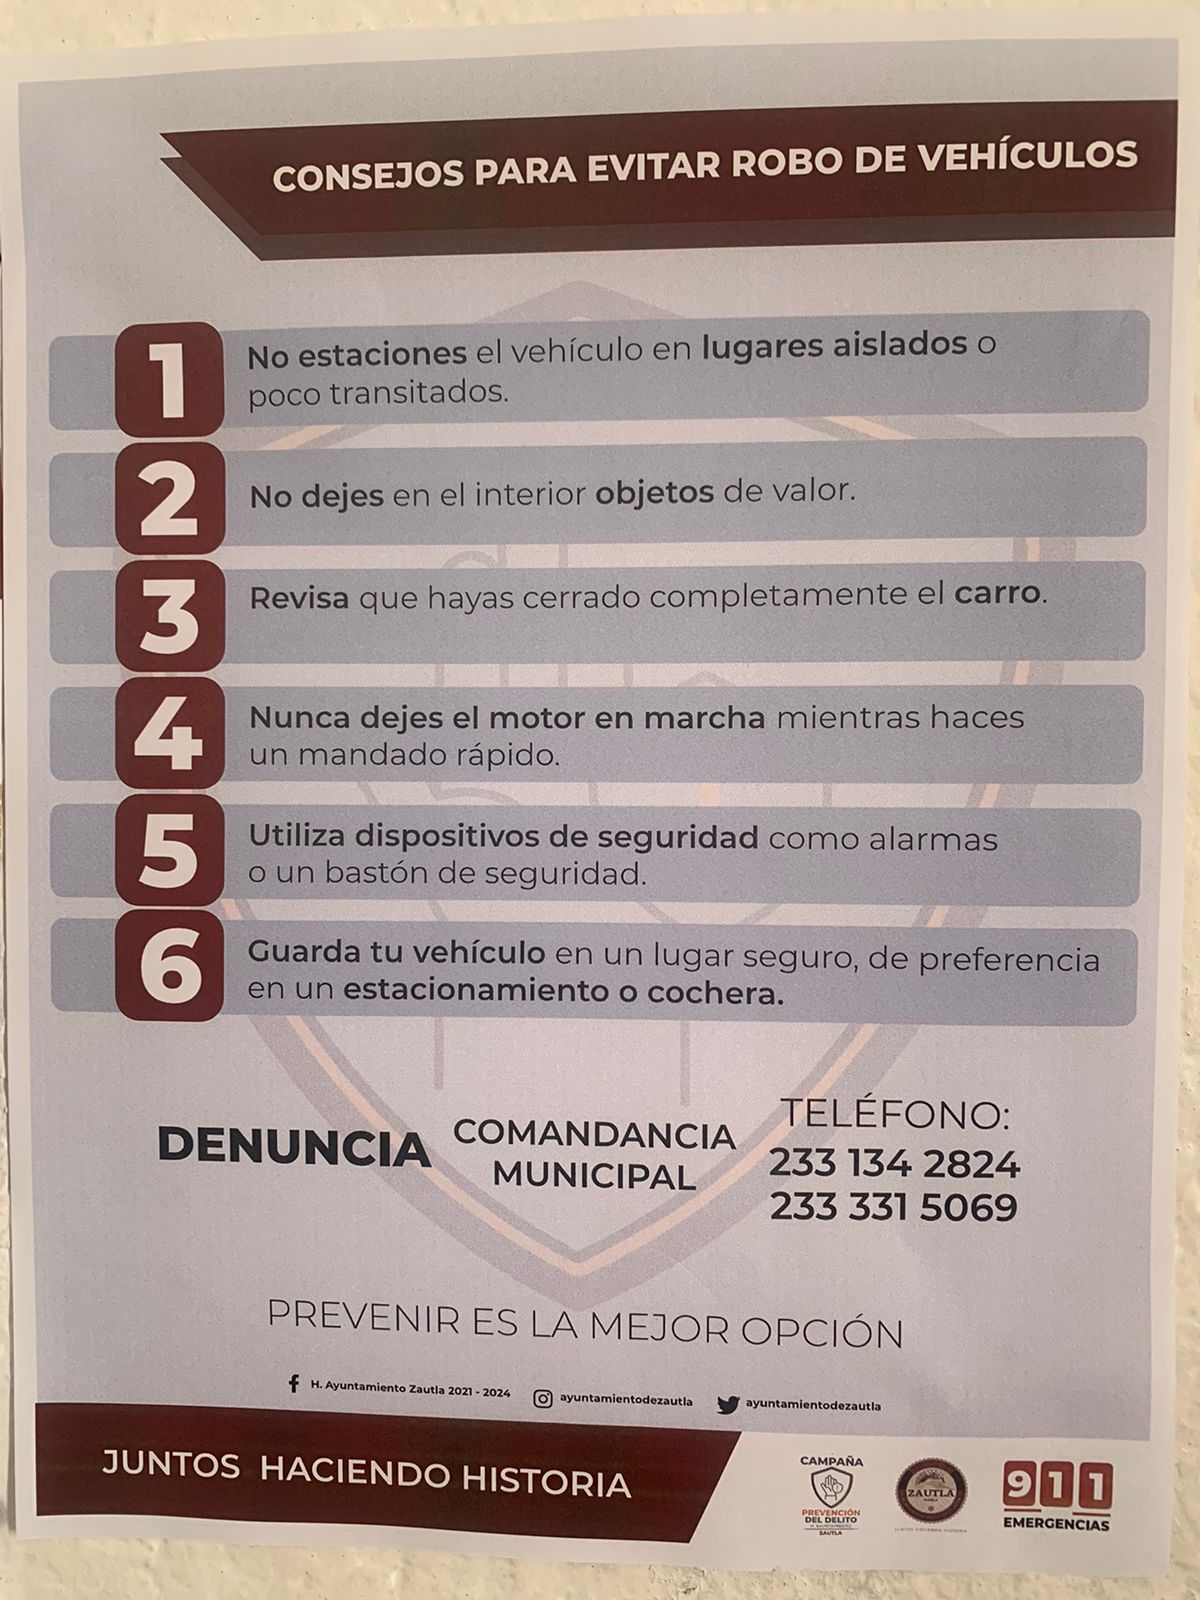 CONSEJOS PARA EVITAR ROBO DE VEHÍCULOS
1
No estaciones el vehículo en lugares aislados o
poco transitados.
2
No dejes en el interior objetos de valor.
3
Revisa que hayas cerrado completamente el carro.
4
Nunca dejes el motor en marcha mientras haces
un mandado rápido.
5
Utiliza dispositivos de seguridad como alarmas
o un bastón de seguridad.
6
Guarda tu vehículo en un lugar seguro, de preferencia
en un estacionamiento o cochera.
DENUNCIA
COMANDANCIA
MUNICIPAL
TELÉFONO:
233 134 2824
233 331 5069
PREVENIR ES LA MEJOR OPCIÓN
H. Ayuntamiento Zautla 2021 - 2024
ayuntamientodezautla
ayuntamientodezautla
JUNTOS HACIENDO HISTORIA
CAMPAÑA
PREVENCIÓN
DEL DELITO
H. AYUNTAMIENTO
ZAUTLA
ZAUTLA
PUEBLA
JUNTOS HACIENDO HISTORIA
911
EMERGENCIAS